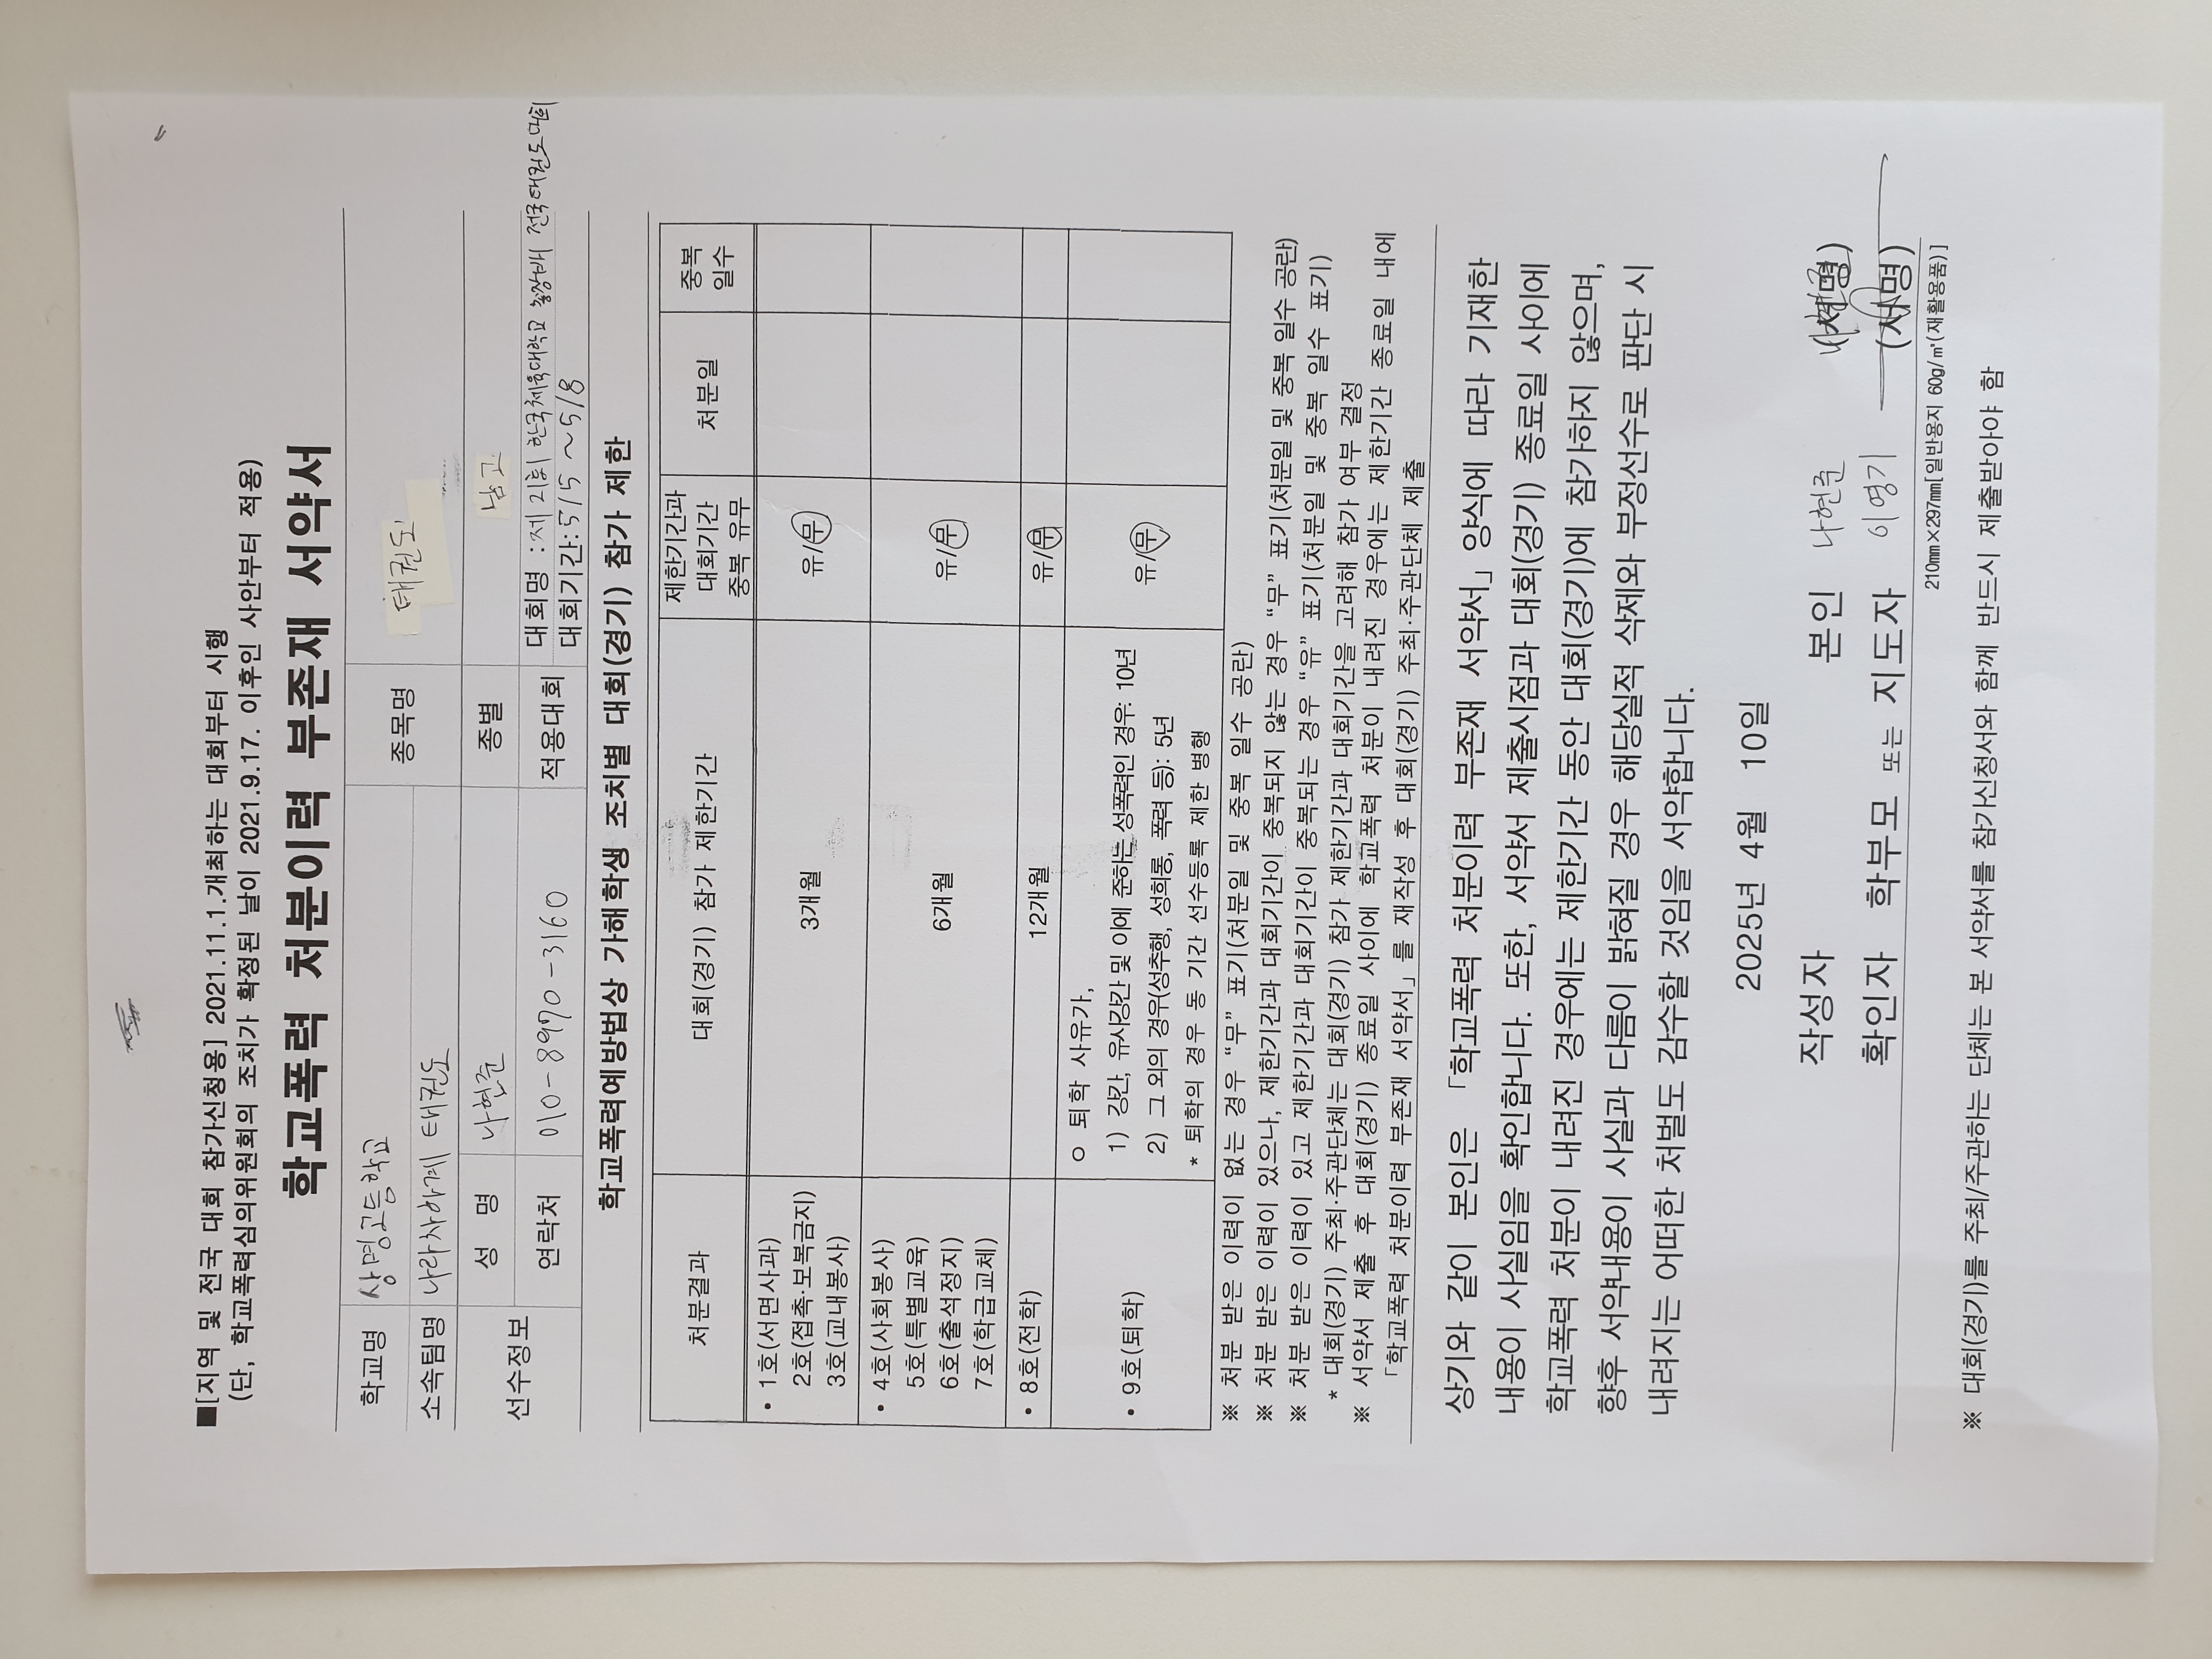 ■[지역 및 전국 대회 참가신청용] 2021.11.1.개최하는 대회부터 시행
(단, 학교폭력심의위원회의 조치가 확정된 날이 2021.9.17. 이후인 사안부터 적용)
학교폭력 처분이력 부존재 서약서
학교명 상명고등학교 종목명 태권도
소속팀명 나라차차차 태권도
선수정보 성 명 나현준 종별 남고
연락처 010-8970-3160 적용대회 대회명 : 제21회 한국체육대학교 총장배 전국태권도대회
대회기간: 5/5 ~ 5/8
학교폭력예방법상 가해학생 조치별 대회(경기) 참가 제한
처분결과 대회(경기) 참가 제한기간 제한기간과 대회기간 중복 유무 처분일 중복 일수
• 1호(서면사과)
2호(접촉·보복금지) 3개월 유/무
3호(교내봉사)
• 4호(사회봉사)
5호(특별교육) 6개월 유/무
6호(출석정지)
7호(학급교체)
• 8호(전학) 12개월 유/무
• 9호(퇴학) ㅇ 퇴학 사유가, 유/무
1) 강간, 유사강간 및 이에 준하는 성폭력인 경우: 10년
2) 그 외의 경우(성추행, 성희롱, 폭력 등): 5년
* 퇴학의 경우 동 기간 선수등록 제한 병행
※ 처분 받은 이력이 없는 경우 “무” 표기(처분일 및 중복 일수 공란)
※ 처분 받은 이력이 있으나, 제한기간과 대회기간이 중복되지 않는 경우 “무” 표기(처분일 및 중복 일수 공란)
※ 처분 받은 이력이 있고 제한기간과 대회기간이 중복되는 경우 “유” 표기(처분일 및 중복 일수 표기)
* 대회(경기) 주최·주관단체는 대회(경기) 참가 제한기간과 대회기간을 고려해 참가 여부 결정
※ 서약서 제출 후 대회(경기) 종료일 사이에 학교폭력 처분이 내려진 경우에는 제한기간 종료일 내에
「학교폭력 처분이력 부존재 서약서」를 재작성 후 대회(경기) 주최·주관단체 제출
상기와 같이 본인은 「학교폭력 처분이력 부존재 서약서」 양식에 따라 기재한
내용이 사실임을 확인합니다. 또한, 서약서 제출시점과 대회(경기) 종료일 사이에
학교폭력 처분이 내려진 경우에는 제한기간 동안 대회(경기)에 참가하지 않으며,
향후 서약내용이 사실과 다름이 밝혀질 경우 해당실적 삭제와 부정선수로 판단 시
내려지는 어떠한 처벌도 감수할 것임을 서약합니다.
2025년 4월 10일
작성자 본인 나현준 (서명)
확인자 학부모 또는 지도자 이영기 (서명)
210㎜×297㎜[일반용지 60g/㎡(재활용품)]
※ 대회(경기)를 주최/주관하는 단체는 본 서약서를 참가신청서와 함께 반드시 제출받아야 함